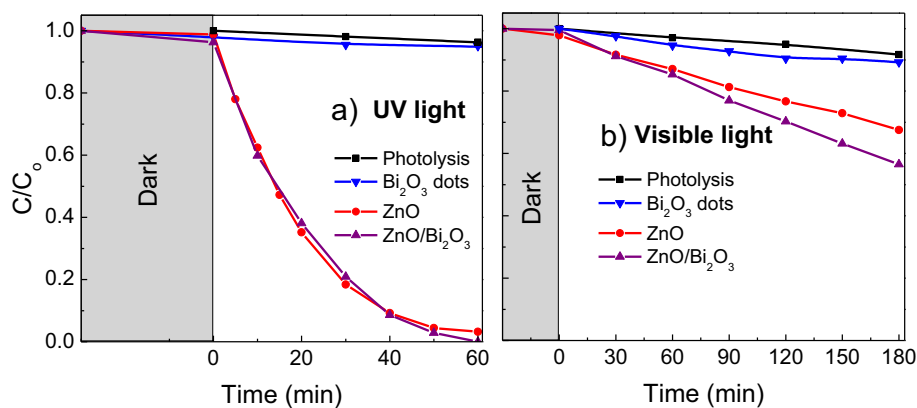 C/C₀
1.0
0.8
0.6
0.4
0.2
0.0
Dark
a) UV light
Photolysis
Bi₂O₃ dots
ZnO
ZnO/Bi₂O₃
0 20 40 60
Time (min)
Dark
b) Visible light
Photolysis
Bi₂O₃ dots
ZnO
ZnO/Bi₂O₃
0 30 60 90 120 150 180
Time (min)